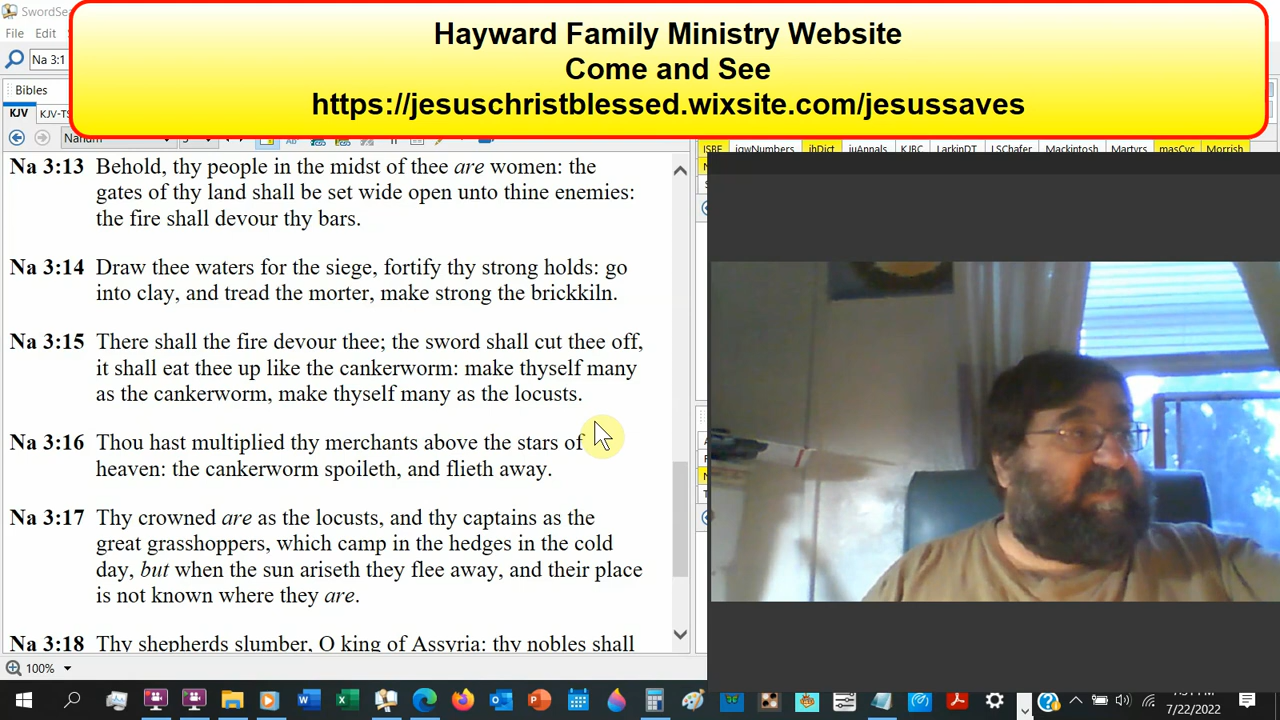 SwordSe
Hayward Family Ministry Website
Come and See
https://jesuschristblessed.wixsite.com/jesussaves
File Edit
Na 3:1
Bibles
KJV KJV-TS
ISBE jgwNumbers jhDict juAnnals KJBC LarkinDT LSChafer Mackintosh Martyrs masCyc Morrish
Na 3:13 Behold, thy people in the midst of thee are women: the
gates of thy land shall be set wide open unto thine enemies:
the fire shall devour thy bars.
Na 3:14 Draw thee waters for the siege, fortify thy strong holds: go
into clay, and tread the morter, make strong the brickkiln.
Na 3:15 There shall the fire devour thee; the sword shall cut thee off,
it shall eat thee up like the cankerworm: make thyself many
as the cankerworm, make thyself many as the locusts.
Na 3:16 Thou hast multiplied thy merchants above the stars of
heaven: the cankerworm spoileth, and flieth away.
Na 3:17 Thy crowned are as the locusts, and thy captains as the
great grasshoppers, which camp in the hedges in the cold
day, but when the sun ariseth they flee away, and their place
is not known where they are.
Na 3:18 Thy shepherds slumber, O king of Assyria: thy nobles shall
100%
7/22/2022